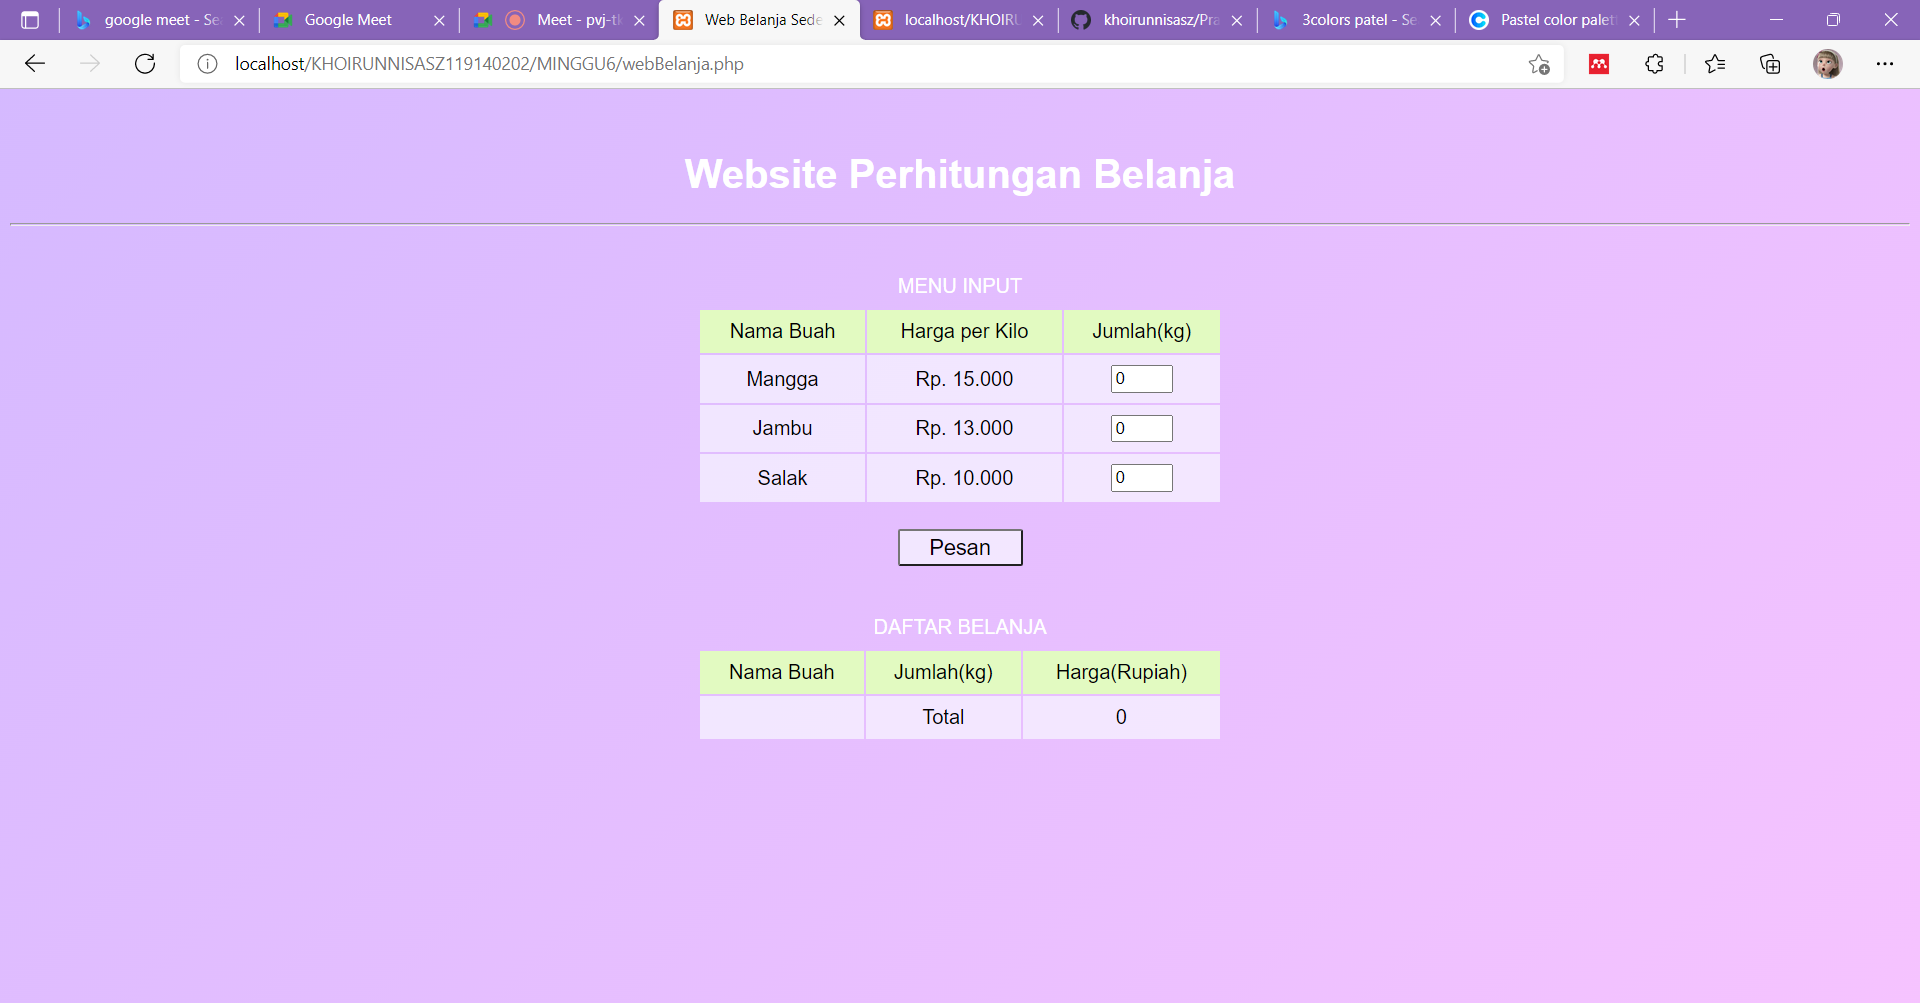 google meet - Se
Google Meet
Meet - pvj-tk
Web Belanja Sede
localhost/KHOIRU
khoirunnisasz/Pra
3colors patel - Se
Pastel color palet
localhost/KHOIRUNNISASZ119140202/MINGGU6/webBelanja.php
Website Perhitungan Belanja
MENU INPUT
Nama Buah Harga per Kilo Jumlah(kg)
Mangga Rp. 15.000 0
Jambu Rp. 13.000 0
Salak Rp. 10.000 0
Pesan
DAFTAR BELANJA
Nama Buah Jumlah(kg) Harga(Rupiah)
Total 0